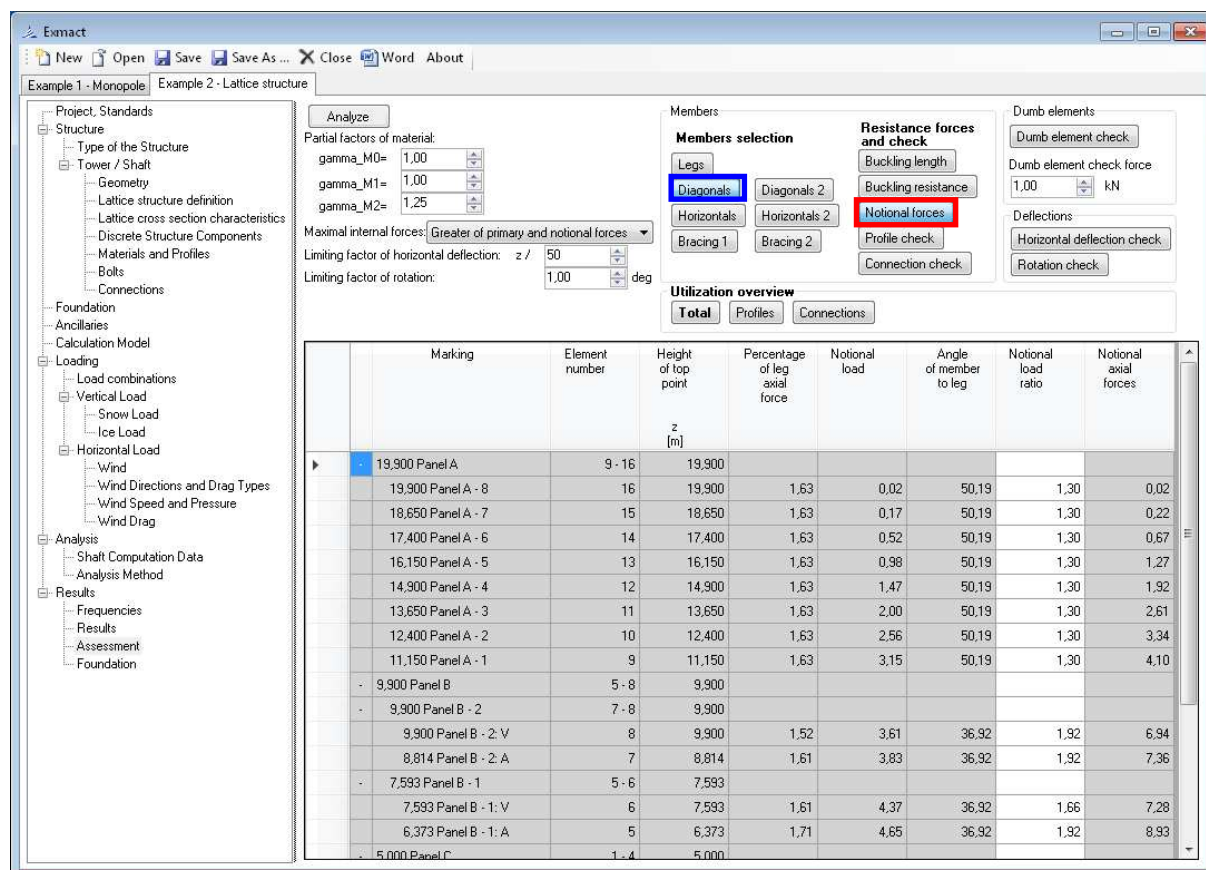 Exmact
New Open Save Save As ... Close Word About
Example 1 - Monopole Example 2 - Lattice structure
Project, Standards
Structure
Type of the Structure
Tower / Shaft
Geometry
Lattice structure definition
Lattice cross section characteristics
Discrete Structure Components
Materials and Profiles
Bolts
Connections
Foundation
Ancillaries
Calculation Model
Loading
Load combinations
Vertical Load
Snow Load
Ice Load
Horizontal Load
Wind
Wind Directions and Drag Types
Wind Speed and Pressure
Wind Drag
Analysis
Shaft Computation Data
Analysis Method
Results
Frequencies
Results
Assessment
Foundation
Analyze
Partial factors of material:
gamma_M0= 1,00
gamma_M1= 1,00
gamma_M2= 1,25
Maximal internal forces: Greater of primary and notional forces
Limiting factor of horizontal deflection: z / 50
Limiting factor of rotation: 1,00 deg
Members
Members selection
Legs
Diagonals Diagonals 2
Horizontals Horizontals 2
Bracing 1 Bracing 2
Resistance forces
and check
Buckling length
Buckling resistance
Notional forces
Profile check
Connection check
Utilization overview
Total Profiles Connections
Dumb elements
Dumb element check
Dumb element check force
1,00 kN
Deflections
Horizontal deflection check
Rotation check
Marking Element number Height of top point z [m] Percentage of leg axial force Notional load Angle of member to leg Notional load ratio Notional axial forces
- 19,900 Panel A 9 - 16 19,900
19,900 Panel A - 8 16 19,900 1,63 0,02 50,19 1,30 0,02
18,650 Panel A - 7 15 18,650 1,63 0,17 50,19 1,30 0,22
17,400 Panel A - 6 14 17,400 1,63 0,52 50,19 1,30 0,67
16,150 Panel A - 5 13 16,150 1,63 0,98 50,19 1,30 1,27
14,900 Panel A - 4 12 14,900 1,63 1,47 50,19 1,30 1,92
13,650 Panel A - 3 11 13,650 1,63 2,00 50,19 1,30 2,61
12,400 Panel A - 2 10 12,400 1,63 2,56 50,19 1,30 3,34
11,150 Panel A - 1 9 11,150 1,63 3,15 50,19 1,30 4,10
- 9,900 Panel B 5 - 8 9,900
- 9,900 Panel B - 2 7 - 8 9,900
9,900 Panel B - 2: V 8 9,900 1,52 3,61 36,92 1,92 6,94
8,814 Panel B - 2: A 7 8,814 1,61 3,83 36,92 1,92 7,36
- 7,593 Panel B - 1 5 - 6 7,593
7,593 Panel B - 1: V 6 7,593 1,61 4,37 36,92 1,66 7,28
6,373 Panel B - 1: A 5 6,373 1,71 4,65 36,92 1,92 8,93
- 5,000 Panel C 1 - 4 5,000